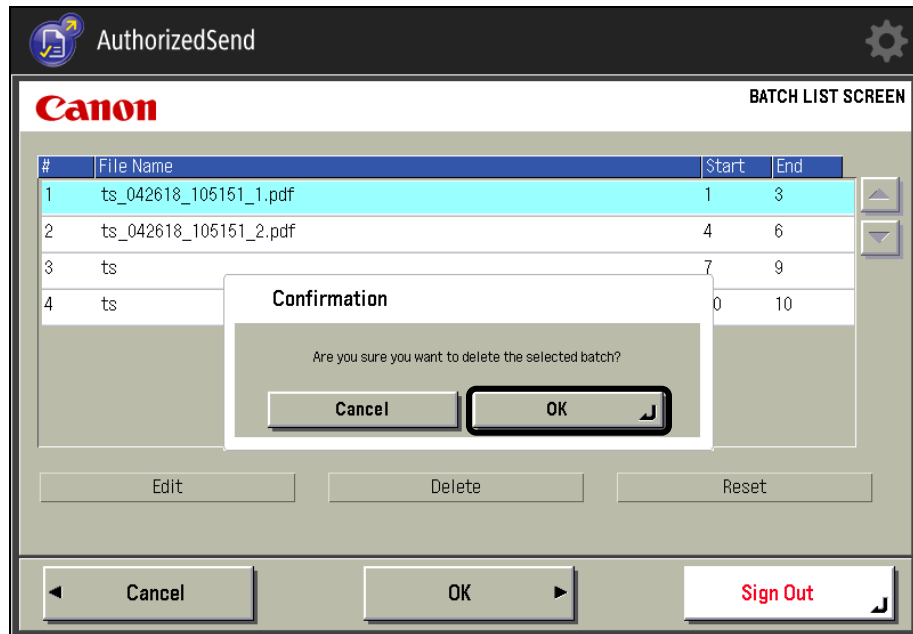 AuthorizedSend
Canon
BATCH LIST SCREEN
# File Name Start End
1 ts_042618_105151_1.pdf 1 3
2 ts_042618_105151_2.pdf 4 6
3 ts 7 9
4 ts 0 10
Confirmation
Are you sure you want to delete the selected batch?
Cancel OK
Edit Delete Reset
Cancel OK Sign Out